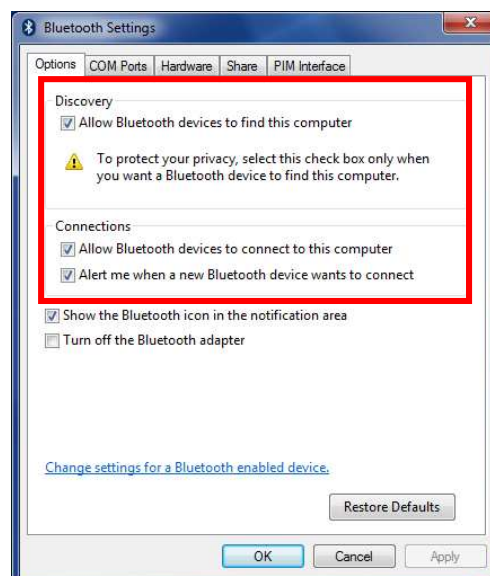 Bluetooth Settings
Options COM Ports Hardware Share PIM Interface
Discovery
Allow Bluetooth devices to find this computer
To protect your privacy, select this check box only when
you want a Bluetooth device to find this computer.
Connections
Allow Bluetooth devices to connect to this computer
Alert me when a new Bluetooth device wants to connect
Show the Bluetooth icon in the notification area
Turn off the Bluetooth adapter
Change settings for a Bluetooth enabled device.
Restore Defaults
OK Cancel Apply